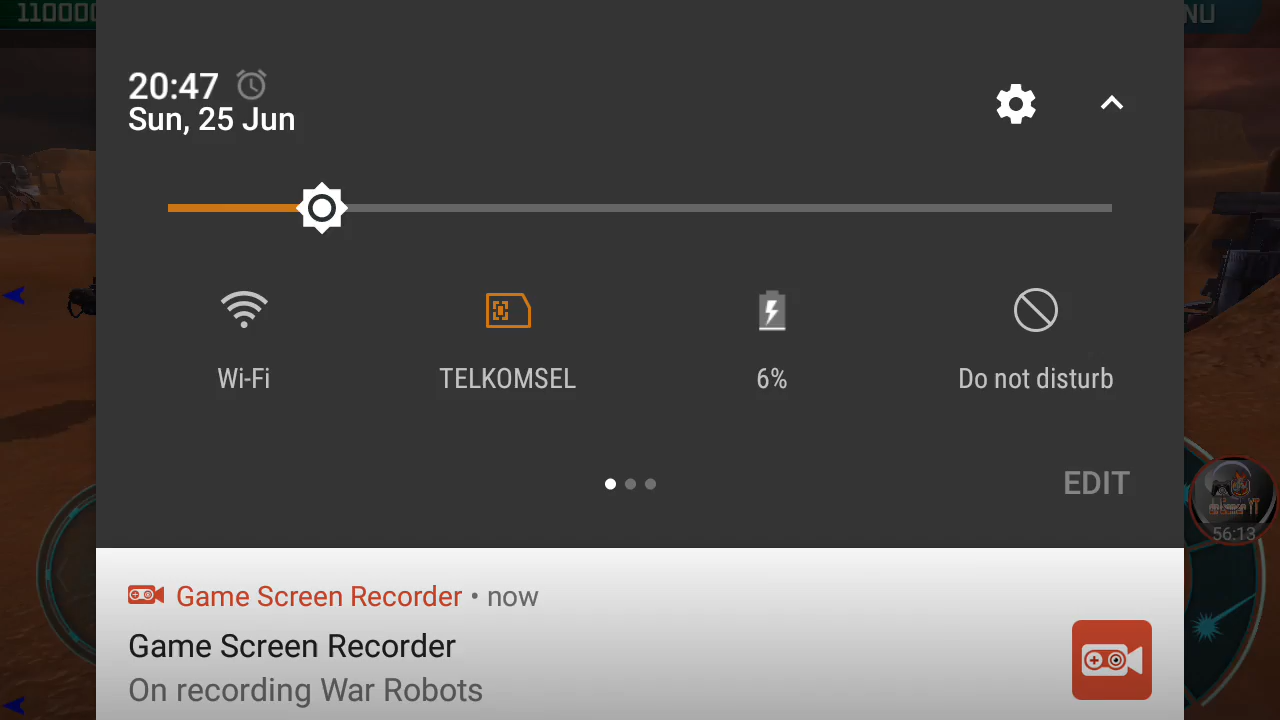 20:47
Sun, 25 Jun
Wi-Fi
TELKOMSEL
6%
Do not disturb
EDIT
56:13
Game Screen Recorder • now
Game Screen Recorder
On recording War Robots